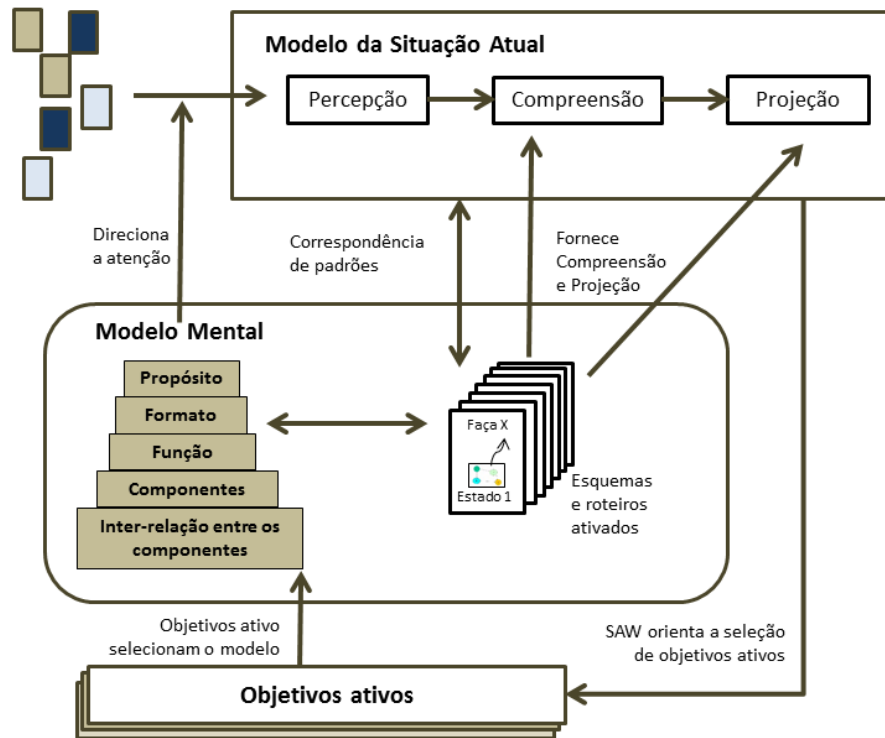 Modelo da Situação Atual
Percepção
Compreensão
Projeção
Direciona
a atenção
Correspondência
de padrões
Fornece
Compreensão
e Projeção
Modelo Mental
Propósito
Formato
Função
Componentes
Inter-relação entre os
componentes
Faça X
Estado 1
Esquemas
e roteiros
ativados
Objetivos ativo
selecionam o modelo
SAW orienta a seleção
de objetivos ativos
Objetivos ativos